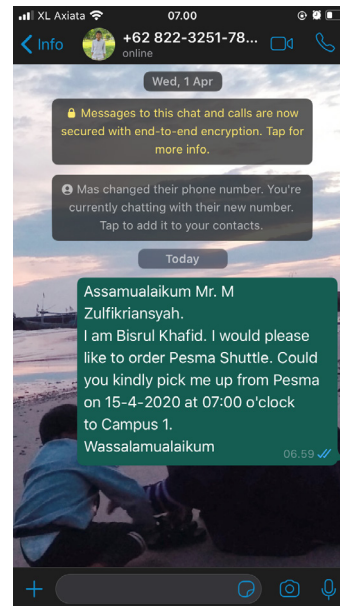 XL Axiata 07.00
Info +62 822-3251-78...
online
Wed, 1 Apr
Messages to this chat and calls are now
secured with end-to-end encryption. Tap for
more info.
Mas changed their phone number. You're
currently chatting with their new number.
Tap to add it to your contacts.
Today
Assamualaikum Mr. M
Zulfikriansyah.
I am Bisrul Khafid. I would please
like to order Pesma Shuttle. Could
you kindly pick me up from Pesma
on 15-4-2020 at 07:00 o'clock
to Campus 1.
Wassalamualaikum
06.59